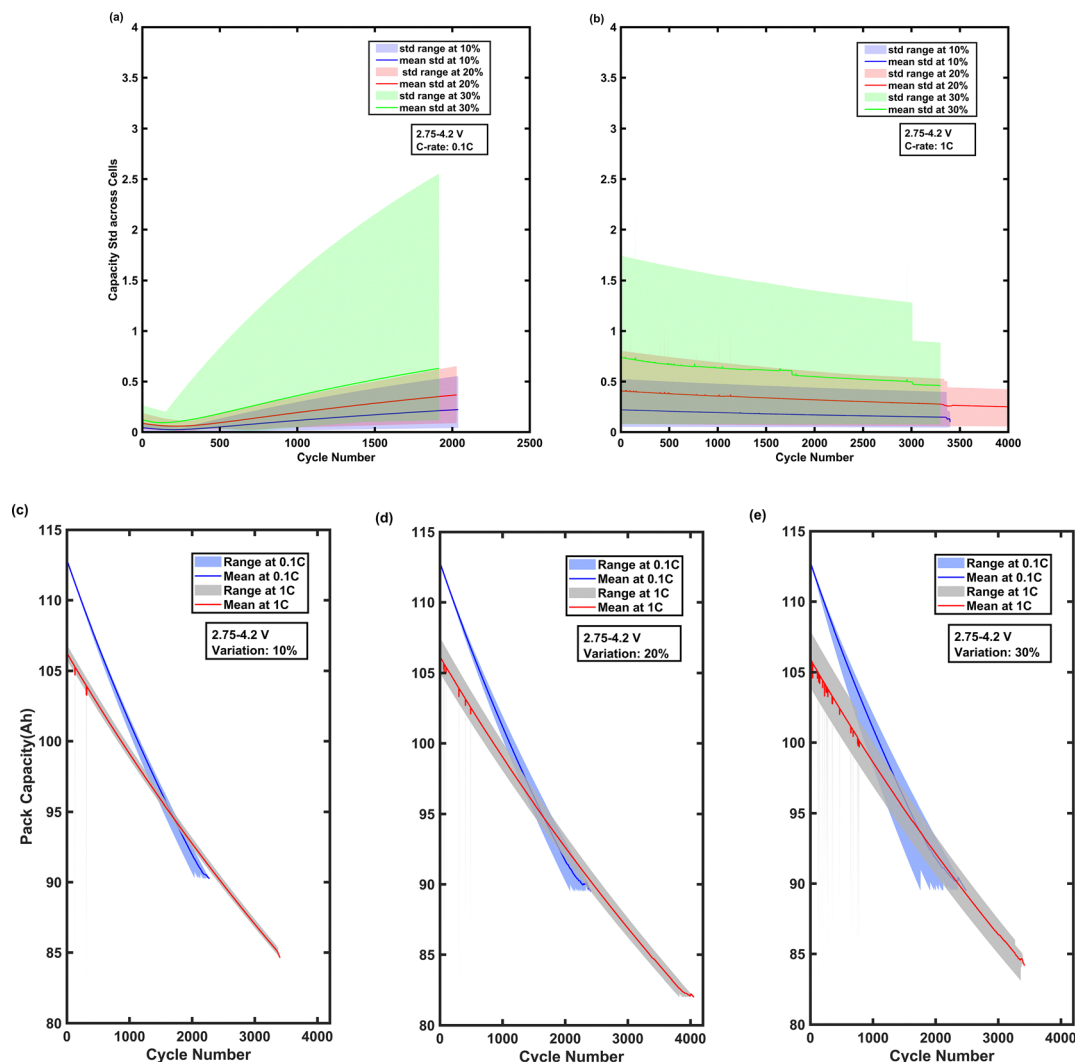 (a)
4
3.5
3
2.5
2
1.5
1
0.5
0
Capacity Std across Cells
std range at 10%
mean std at 10%
std range at 20%
mean std at 20%
std range at 30%
mean std at 30%
2.75-4.2 V
C-rate: 0.1C
0 500 1000 1500 2000 2500
Cycle Number
(b)
4
3.5
3
2.5
2
1.5
1
0.5
0
std range at 10%
mean std at 10%
std range at 20%
mean std at 20%
std range at 30%
mean std at 30%
2.75-4.2 V
C-rate: 1C
0 500 1000 1500 2000 2500 3000 3500 4000
Cycle Number
(c)
115
110
105
100
95
90
85
80
Pack Capacity(Ah)
Range at 0.1C
Mean at 0.1C
Range at 1C
Mean at 1C
2.75-4.2 V
Variation: 10%
0 1000 2000 3000 4000
Cycle Number
(d)
115
110
105
100
95
90
85
80
Range at 0.1C
Mean at 0.1C
Range at 1C
Mean at 1C
2.75-4.2 V
Variation: 20%
0 1000 2000 3000 4000
Cycle Number
(e)
115
110
105
100
95
90
85
80
Range at 0.1C
Mean at 0.1C
Range at 1C
Mean at 1C
2.75-4.2 V
Variation: 30%
0 1000 2000 3000 4000
Cycle Number